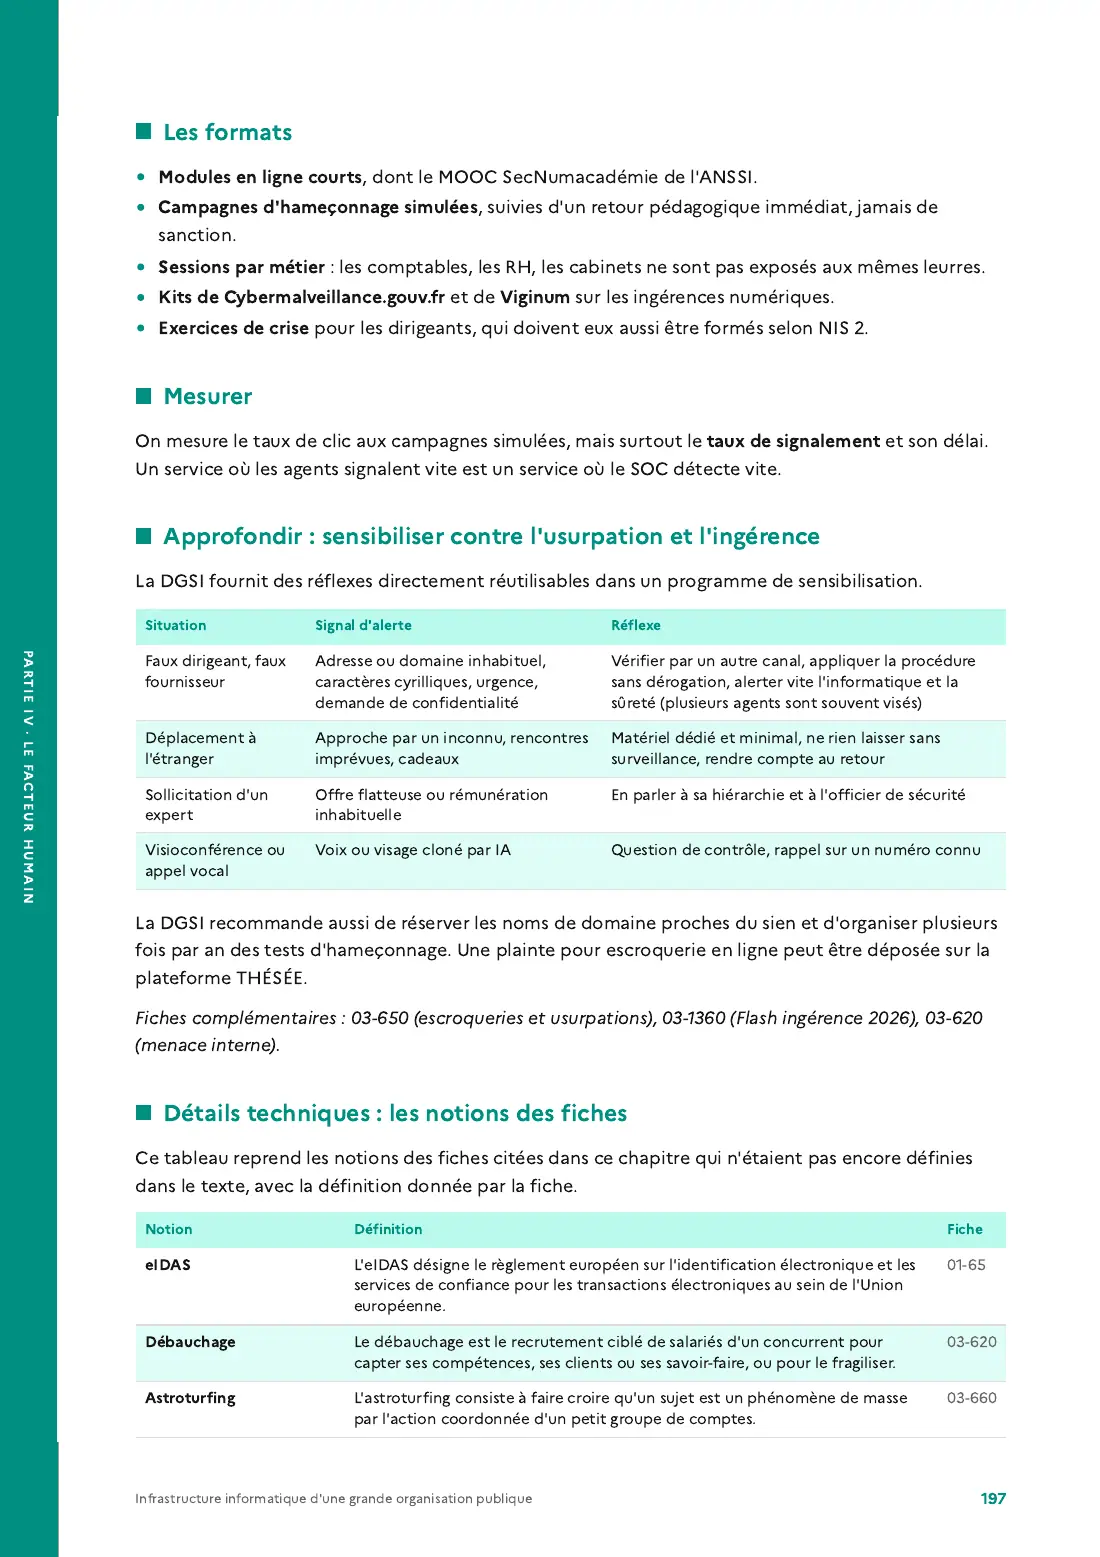 Les formats
Modules en ligne courts, dont le MOOC SecNumacadémie de l'ANSSI.
Campagnes d'hameçonnage simulées, suivies d'un retour pédagogique immédiat, jamais de
sanction.
Sessions par métier : les comptables, les RH, les cabinets ne sont pas exposés aux mêmes leurres.
Kits de Cybermalveillance.gouv.fr et de Viginum sur les ingérences numériques.
Exercices de crise pour les dirigeants, qui doivent eux aussi être formés selon NIS 2.
Mesurer
On mesure le taux de clic aux campagnes simulées, mais surtout le taux de signalement et son délai.
Un service où les agents signalent vite est un service où le SOC détecte vite.
Approfondir : sensibiliser contre l'usurpation et l'ingérence
La DGSI fournit des réflexes directement réutilisables dans un programme de sensibilisation.
Situation Signal d'alerte Réflexe
Faux dirigeant, faux Adresse ou domaine inhabituel, Vérifier par un autre canal, appliquer la procédure
fournisseur caractères cyrilliques, urgence, sans dérogation, alerter vite l'informatique et la
demande de confidentialité sûreté (plusieurs agents sont souvent visés)
Déplacement à Approche par un inconnu, rencontres Matériel dédié et minimal, ne rien laisser sans
l'étranger imprévues, cadeaux surveillance, rendre compte au retour
Sollicitation d'un Offre flatteuse ou rémunération En parler à sa hiérarchie et à l'officier de sécurité
expert inhabituelle
Visioconférence ou Voix ou visage cloné par IA Question de contrôle, rappel sur un numéro connu
appel vocal
La DGSI recommande aussi de réserver les noms de domaine proches du sien et d'organiser plusieurs
fois par an des tests d'hameçonnage. Une plainte pour escroquerie en ligne peut être déposée sur la
plateforme THÉSÉE.
Fiches complémentaires : 03-650 (escroqueries et usurpations), 03-1360 (Flash ingérence 2026), 03-620
(menace interne).
Détails techniques : les notions des fiches
Ce tableau reprend les notions des fiches citées dans ce chapitre qui n'étaient pas encore définies
dans le texte, avec la définition donnée par la fiche.
Notion Définition Fiche
eIDAS L'eIDAS désigne le règlement européen sur l'identification électronique et les 01-65
services de confiance pour les transactions électroniques au sein de l'Union
européenne.
Débauchage Le débauchage est le recrutement ciblé de salariés d'un concurrent pour 03-620
capter ses compétences, ses clients ou ses savoir-faire, ou pour le fragiliser.
Astroturfing L'astroturfing consiste à faire croire qu'un sujet est un phénomène de masse 03-660
par l'action coordonnée d'un petit groupe de comptes.
Infrastructure informatique d'une grande organisation publique 197
PARTIE IV · LE FACTEUR HUMAIN